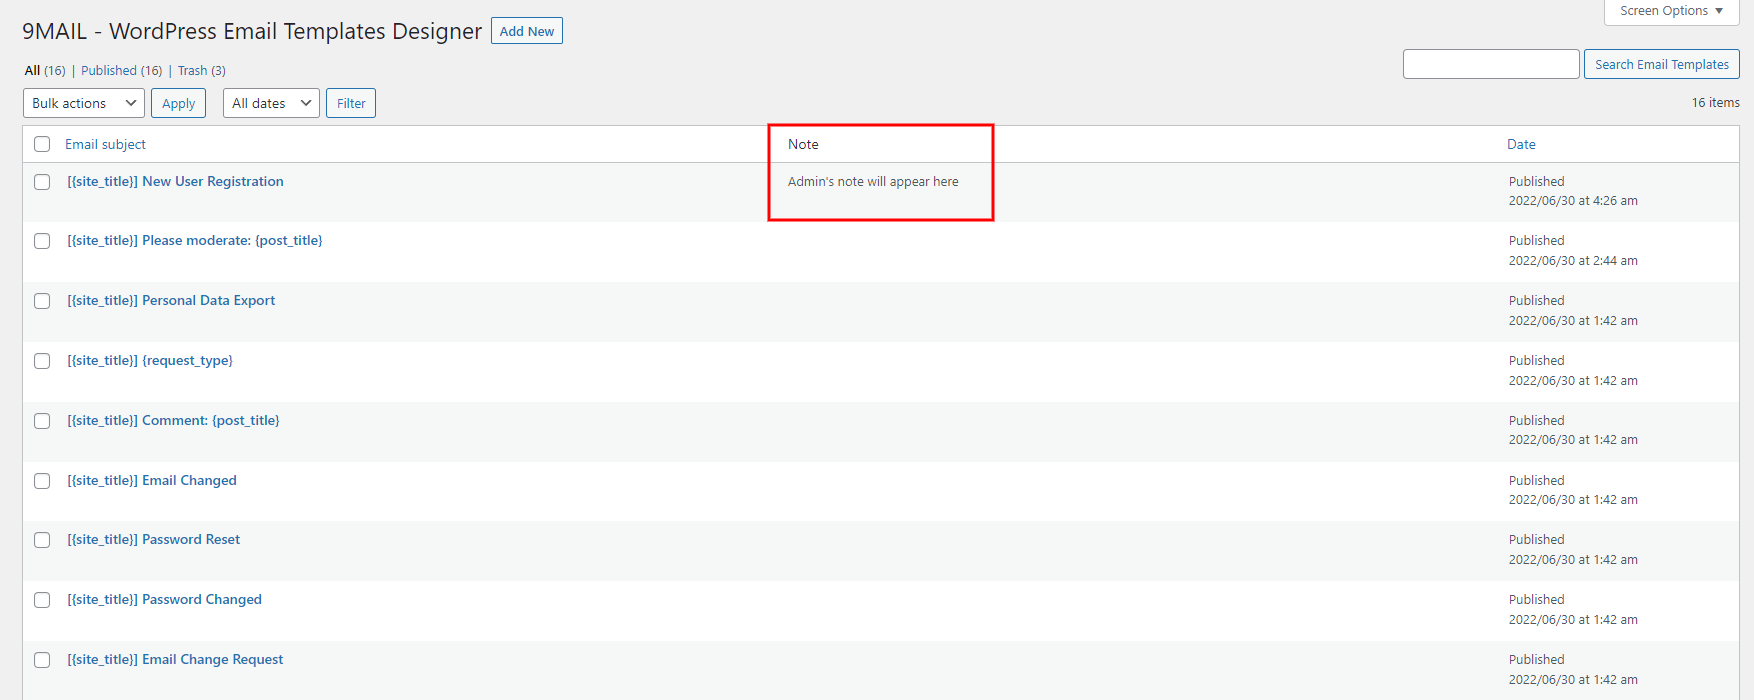 Screen Options
9MAIL - WordPress Email Templates Designer Add New
All (16) | Published (16) | Trash (3)
Search Email Templates
Bulk actions Apply All dates Filter
16 items
Email subject Note Date
[{site_title}] New User Registration Admin's note will appear here Published
2022/06/30 at 4:26 am
[{site_title}] Please moderate: {post_title} Published
2022/06/30 at 2:44 am
[{site_title}] Personal Data Export Published
2022/06/30 at 1:42 am
[{site_title}] {request_type} Published
2022/06/30 at 1:42 am
[{site_title}] Comment: {post_title} Published
2022/06/30 at 1:42 am
[{site_title}] Email Changed Published
2022/06/30 at 1:42 am
[{site_title}] Password Reset Published
2022/06/30 at 1:42 am
[{site_title}] Password Changed Published
2022/06/30 at 1:42 am
[{site_title}] Email Change Request Published
2022/06/30 at 1:42 am